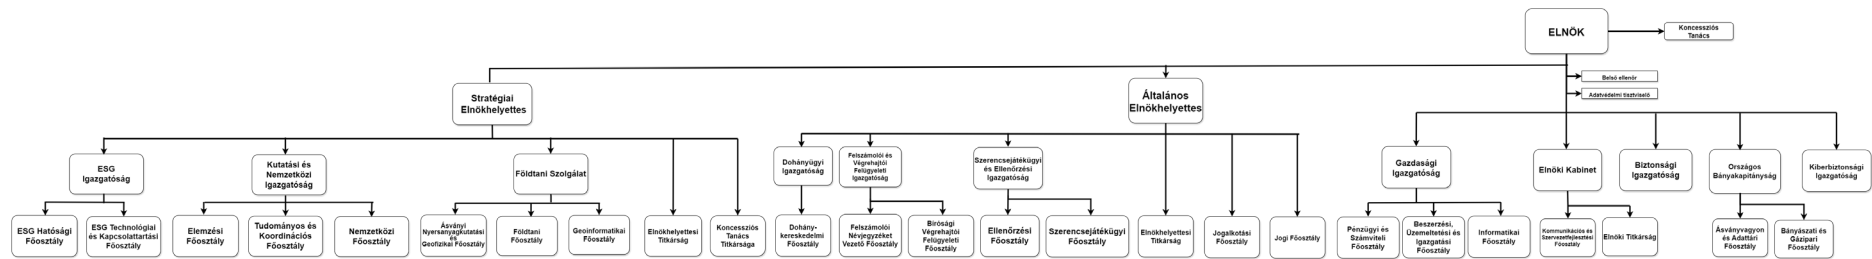 ELNÖK
Koncessziós
Tanács
Belső ellenőr
Adatvédelmi tisztviselő
Stratégiai
Elnökhelyettes
Általános
Elnökhelyettes
ESG
Igazgatóság
Kutatási és
Nemzetközi
Igazgatóság
Földtani Szolgálat
Dohányügyi
Igazgatóság
Felszámolói és
Végrehajtói
Felügyeleti
Igazgatóság
Szerencsejátékügyi
és Ellenőrzési
Igazgatóság
Gazdasági
Igazgatóság
Elnöki Kabinet
Biztonsági
Igazgatóság
Országos
Bányakapitányság
Kiberbiztonsági
Igazgatóság
ESG Hatósági
Főosztály
ESG Technológiai
és Kapcsolattartási
Főosztály
Elemzési
Főosztály
Tudományos és
Koordinációs
Főosztály
Nemzetközi
Főosztály
Ásványi
Nyersanyagkutatási
és
Geofizikai Főosztály
Földtani
Főosztály
Geoinformatikai
Főosztály
Elnökhelyettesi
Titkárság
Koncessziós
Tanács
Titkársága
Dohány-
kereskedelmi
Főosztály
Felszámolói
Névjegyzéket
Vezető Főosztály
Bírósági
Végrehajtói
Felügyeleti
Főosztály
Ellenőrzési
Főosztály
Szerencsejátékügyi
Főosztály
Elnökhelyettesi
Titkárság
Jogalkotási
Főosztály
Jogi Főosztály
Pénzügyi és
Számviteli
Főosztály
Beszerzési,
Üzemeltetési és
Igazgatási
Főosztály
Informatikai
Főosztály
Kommunikációs és
Szervezetfejlesztési
Főosztály
Elnöki Titkárság
Ásványvagyon
és Adattári
Főosztály
Bányászati és
Gázipari
Főosztály